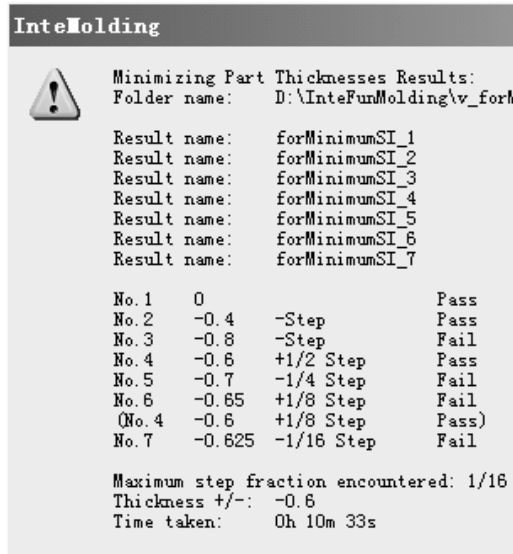 InteMolding
Minimizing Part Thicknesses Results:
Folder name: D:\InteFunMolding\v_forM
Result name: forMinimumSI_1
Result name: forMinimumSI_2
Result name: forMinimumSI_3
Result name: forMinimumSI_4
Result name: forMinimumSI_5
Result name: forMinimumSI_6
Result name: forMinimumSI_7
No.1 0 Pass
No.2 -0.4 -Step Pass
No.3 -0.8 -Step Fail
No.4 -0.6 +1/2 Step Pass
No.5 -0.7 -1/4 Step Fail
No.6 -0.65 +1/8 Step Fail
(No.4 -0.6 +1/8 Step Pass)
No.7 -0.625 -1/16 Step Fail
Maximum step fraction encountered: 1/16
Thickness +/-: -0.6
Time taken: 0h 10m 33s